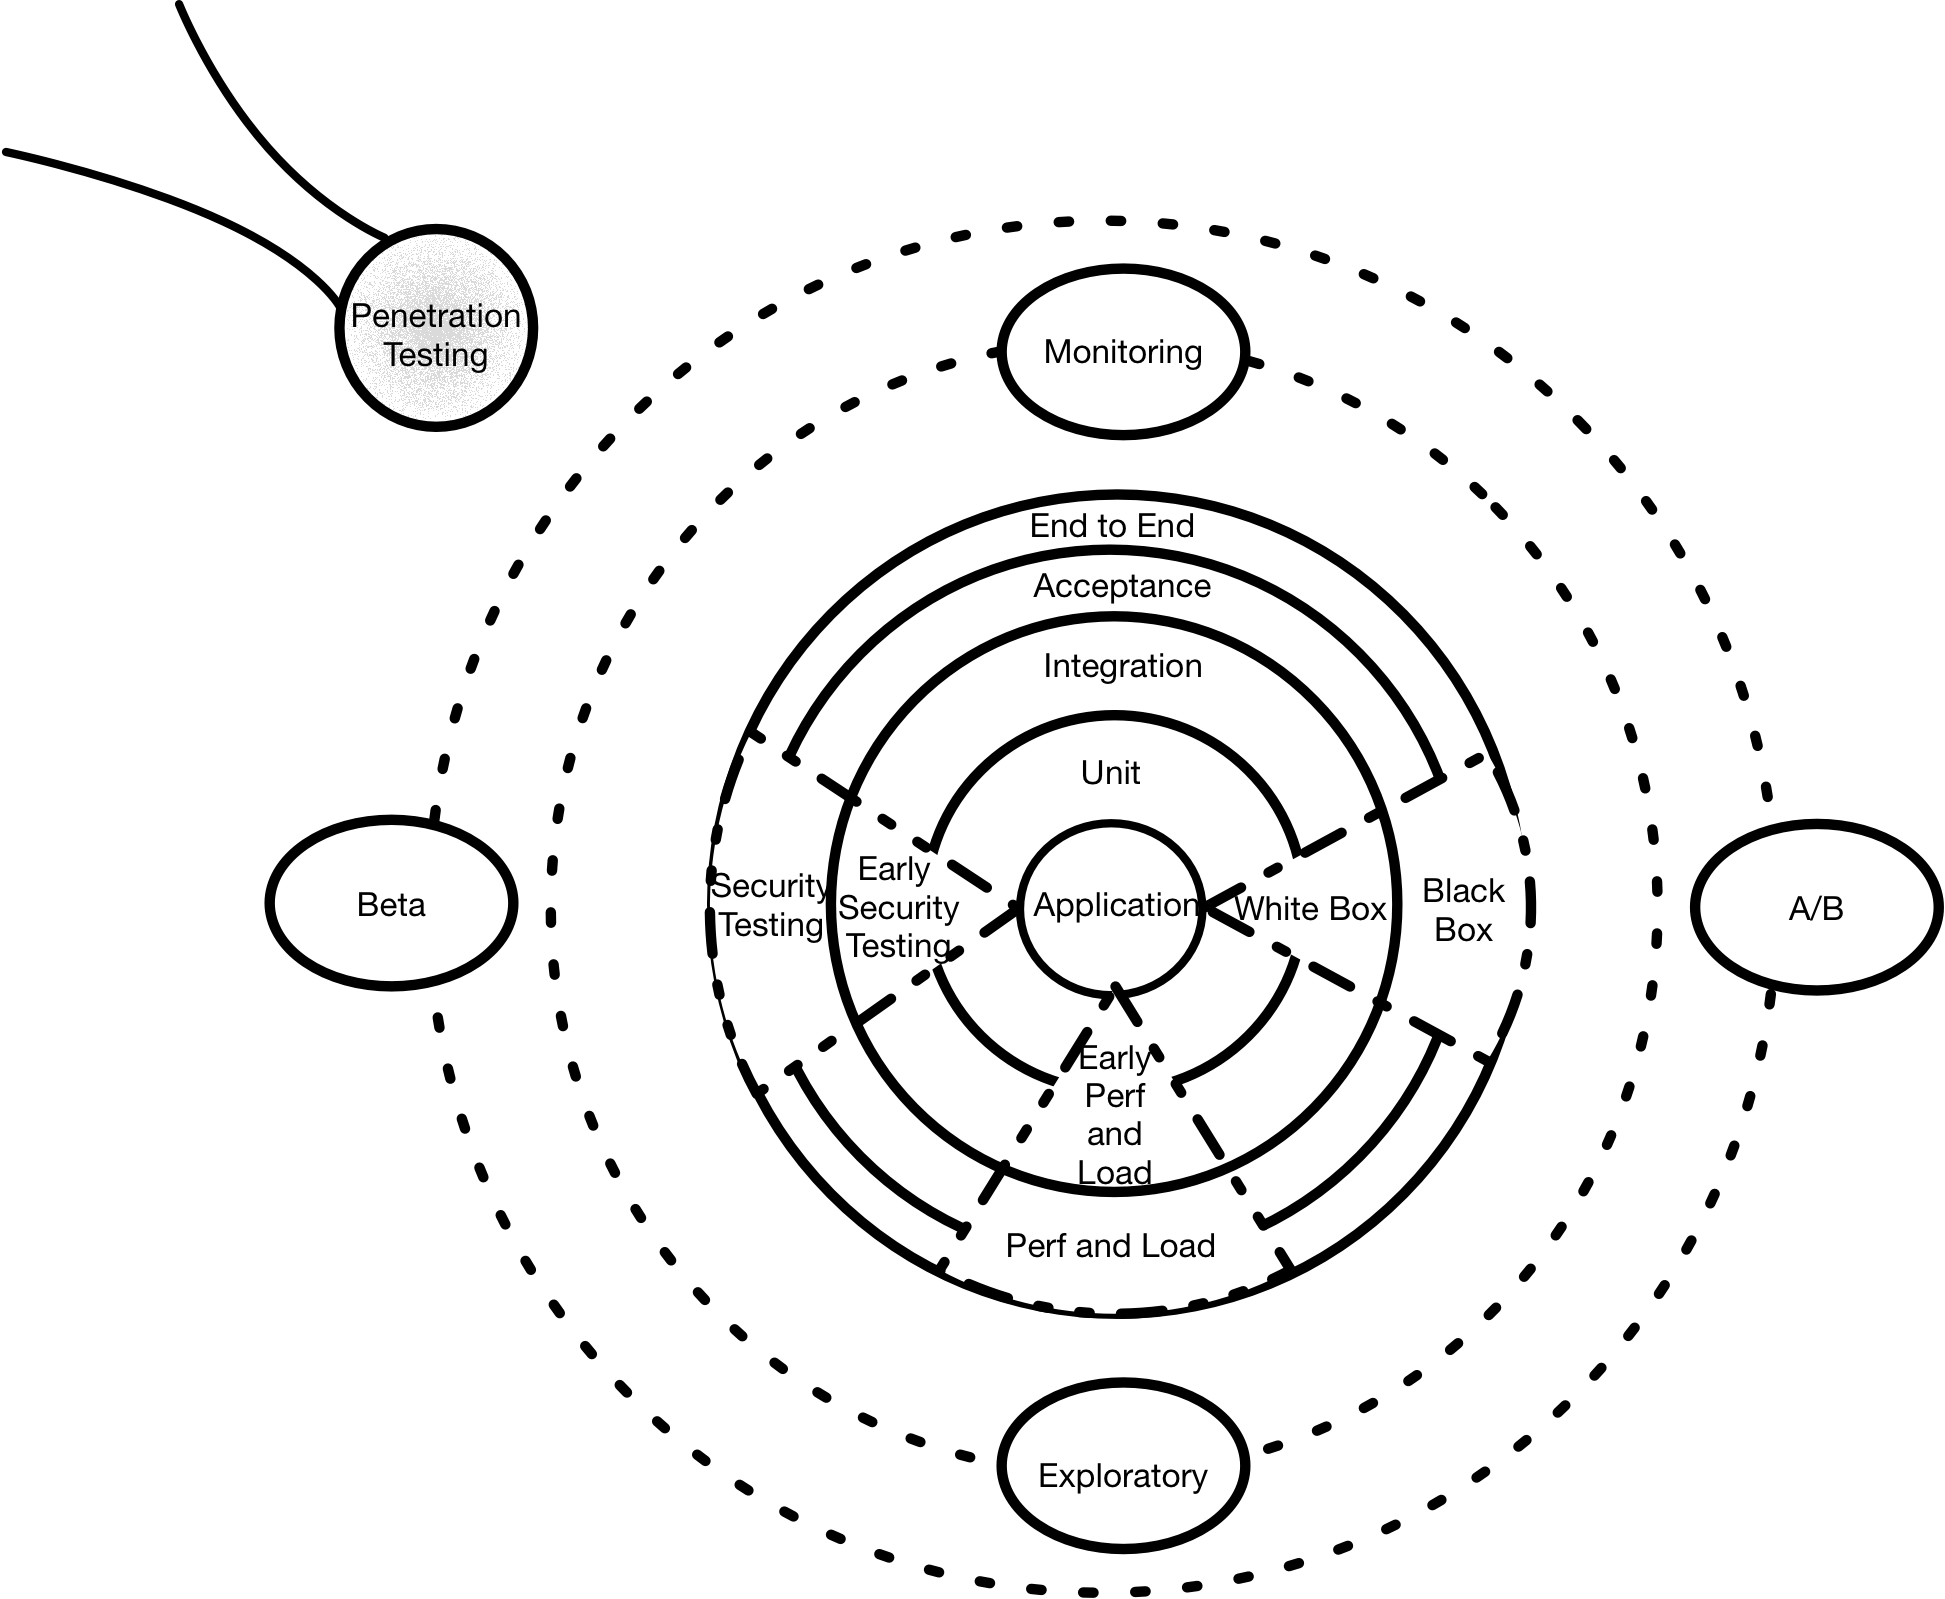 Penetration
Testing
Monitoring
End to End
Acceptance
Integration
Unit
Beta
Security
Testing
Early
Security
Testing
Application
White Box
Black
Box
A/B
Early
Perf
and
Load
Perf and Load
Exploratory